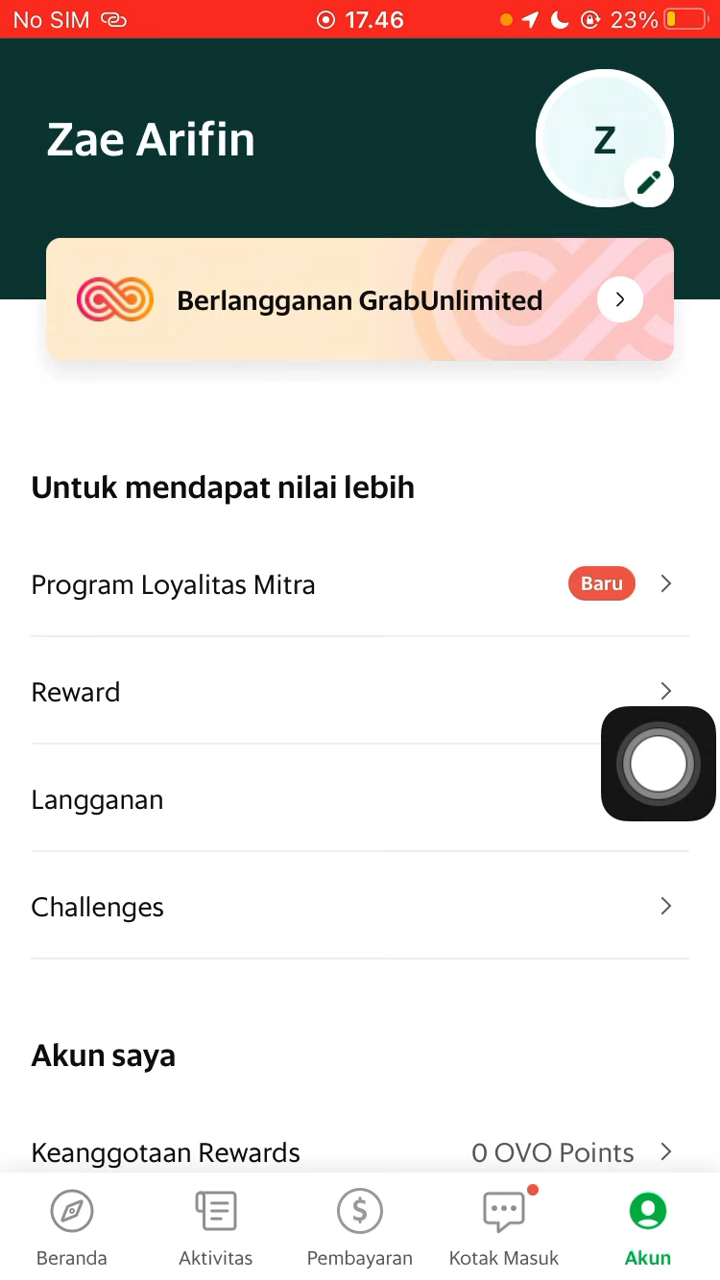 No SIM 17.46 23%
Zae Arifin
Z
Berlangganan GrabUnlimited
Untuk mendapat nilai lebih
Program Loyalitas Mitra Baru
Reward
Langganan
Challenges
Akun saya
Keanggotaan Rewards 0 OVO Points
Beranda Aktivitas Pembayaran Kotak Masuk Akun